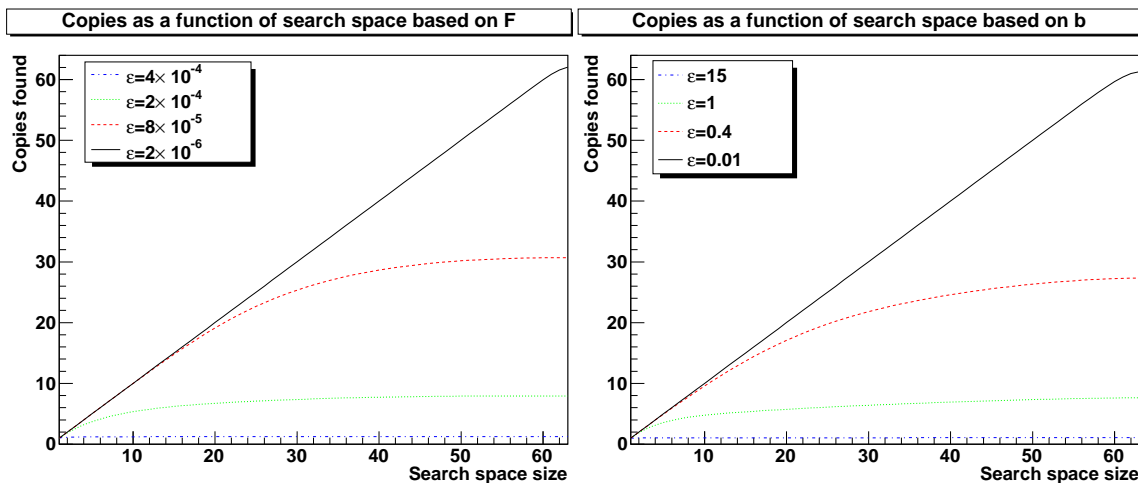 Copies as a function of search space based on F
Copies found
60
50
40
30
20
10
0
ε=4× 10⁻⁴
ε=2× 10⁻⁴
ε=8× 10⁻⁵
ε=2× 10⁻⁶
10 20 30 40 50 60
Search space size
Copies as a function of search space based on b
Copies found
60
50
40
30
20
10
0
ε=15
ε=1
ε=0.4
ε=0.01
10 20 30 40 50 60
Search space size